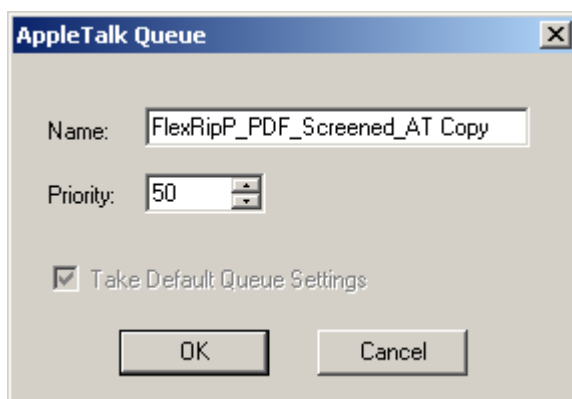 AppleTalk Queue
Name: FlexRipP_PDF_Screened_AT Copy
Priority: 50
Take Default Queue Settings
OK Cancel